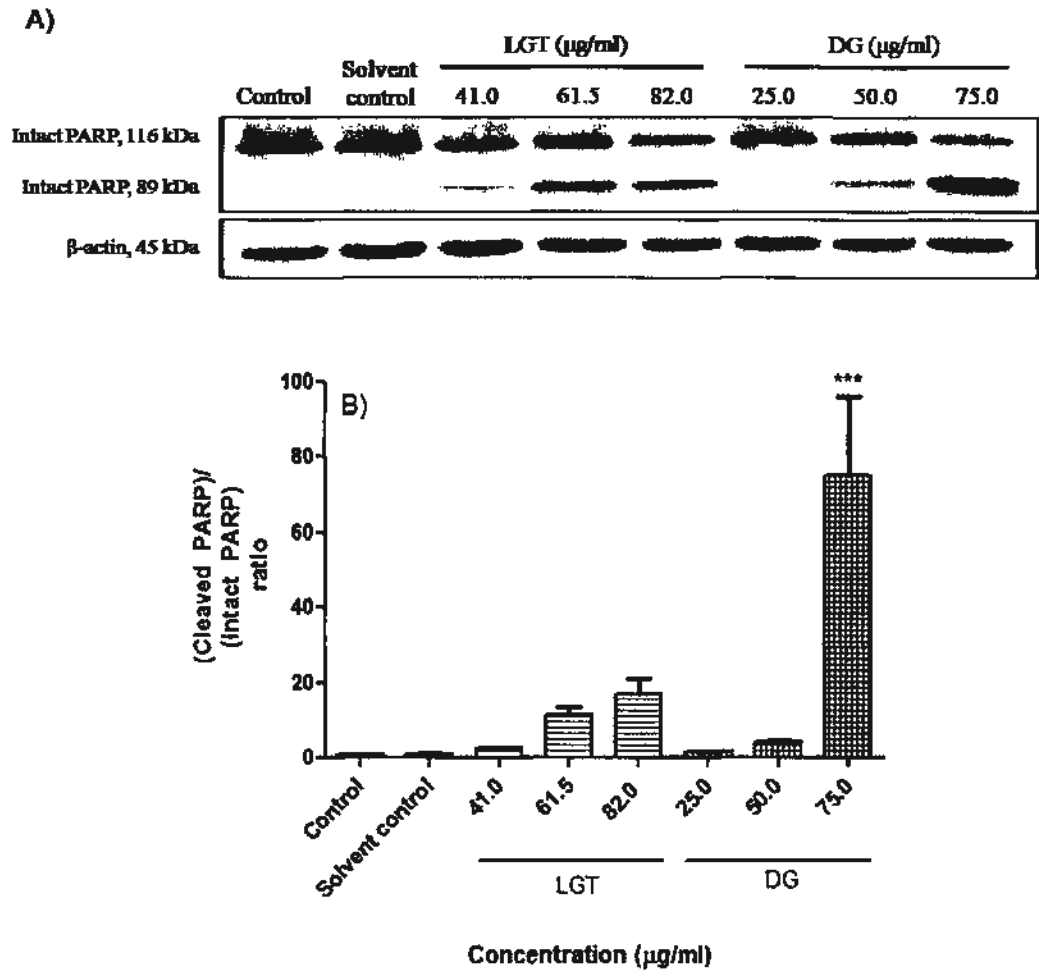 A)
LGT (µg/ml)
DG (µg/ml)
Control
Solvent
control
41.0
61.5
82.0
25.0
50.0
75.0
Intact PARP, 116 kDa
Intact PARP, 89 kDa
β-actin, 45 kDa
B)
***
100
80
60
40
20
0
(Cleaved PARP)/
(Intact PARP)
ratio
Control
Solvent control
41.0
61.5
82.0
25.0
50.0
75.0
LGT
DG
Concentration (µg/ml)